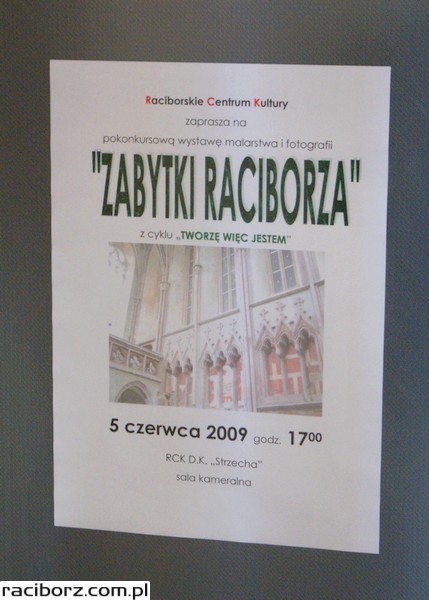 Raciborskie Centrum Kultury
zaprasza na
pokonkursową wystawę malarstwa i fotografii
"ZABYTKI RACIBORZA"
z cyklu „TWORZĘ WIĘC JESTEM"
5 czerwca 2009 godz. 17⁰⁰
RCK D.K. „Strzecha"
sala kameralna
raciborz.com.pl